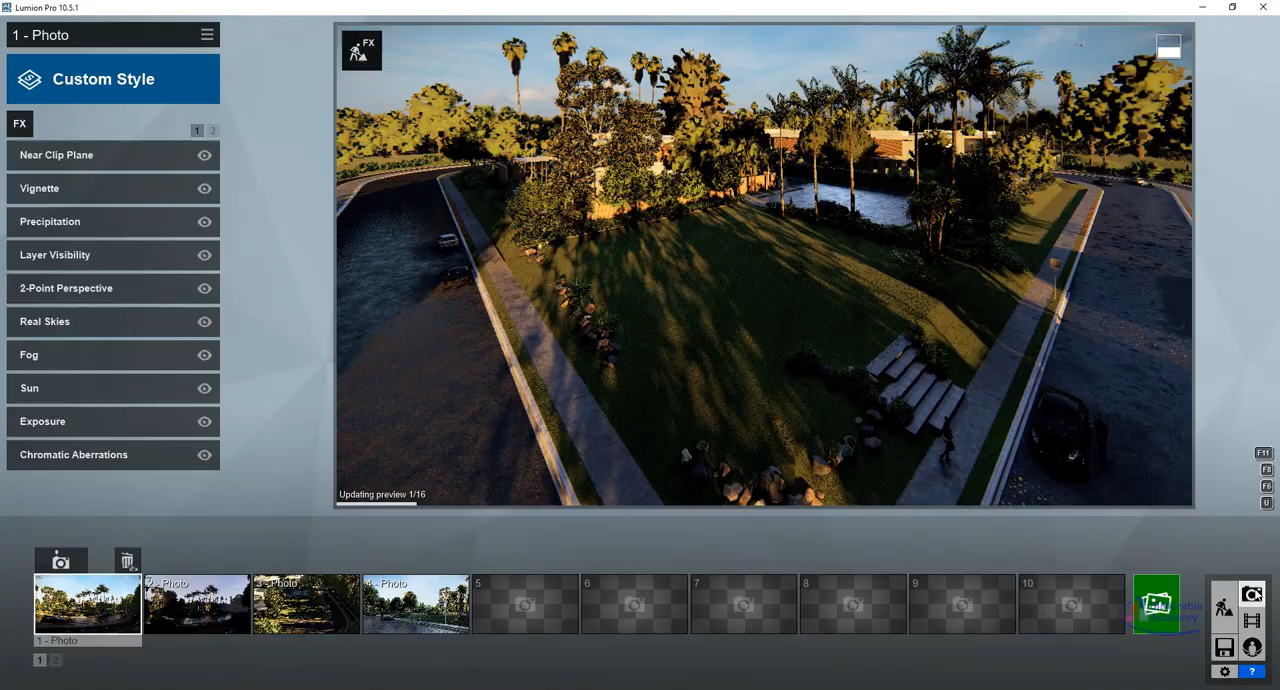 Lumion Pro 10.5.1
1 - Photo
Custom Style
FX
1 2
Near Clip Plane
Vignette
Precipitation
Layer Visibility
2-Point Perspective
Real Skies
Fog
Sun
Exposure
Chromatic Aberrations
FX
Updating preview 1/16
F11
F8
F6
U
2x
2 - Photo
3 - Photo
4 - Photo
5
6
7
8
9
10
1 - Photo
1 2
Academy
?